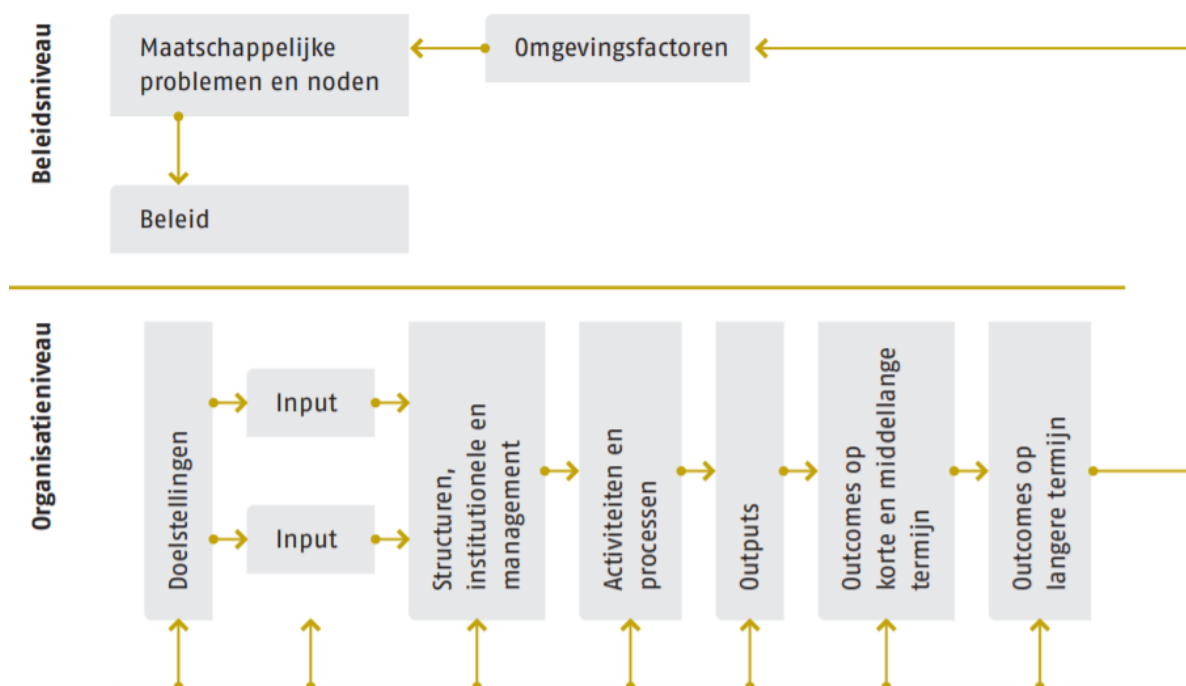 Beleidsniveau
Maatschappelijke
problemen en noden
Omgevingsfactoren
Beleid
Organisatieniveau
Doelstellingen
Input
Input
Structuren,
institutionele en
management
Activiteiten en
processen
Outputs
Outcomes op
korte en middellange
termijn
Outcomes op
langere termijn